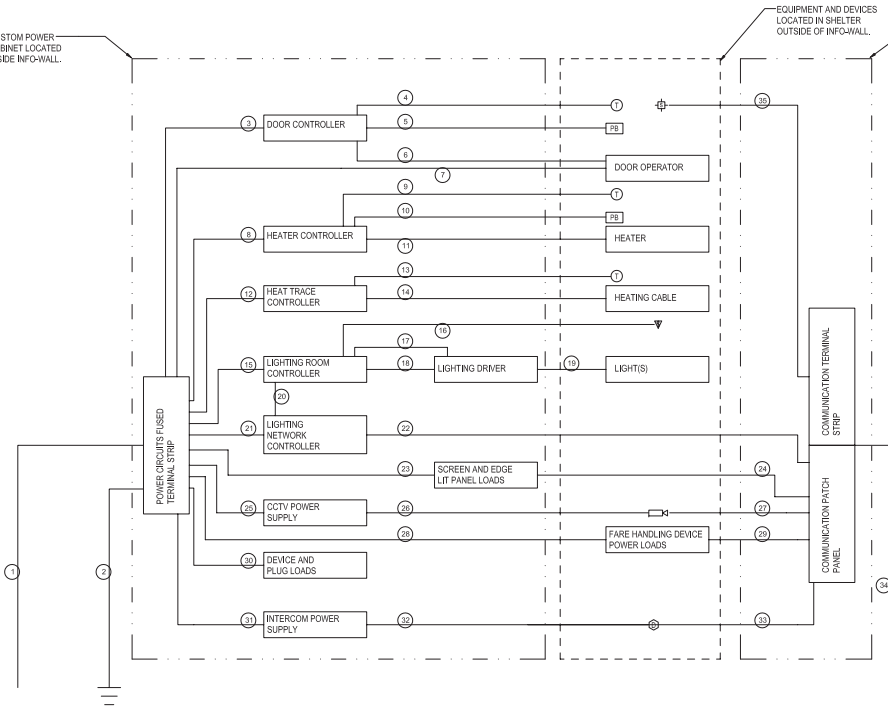 EQUIPMENT AND DEVICES
LOCATED IN SHELTER
OUTSIDE OF INFO-WALL.
STOM POWER
BINET LOCATED
SIDE INFO-WALL.
4
3
DOOR CONTROLLER
5
T
PB
35
6
7
DOOR OPERATOR
9
T
10
PB
8
HEATER CONTROLLER
11
HEATER
13
T
12
HEAT TRACE
CONTROLLER
14
HEATING CABLE
16
17
15
LIGHTING ROOM
CONTROLLER
18
LIGHTING DRIVER
19
LIGHT(S)
20
21
LIGHTING
NETWORK
CONTROLLER
22
23
SCREEN AND EDGE
LIT PANEL LOADS
24
25
CCTV POWER
SUPPLY
26
27
28
FARE HANDLING DEVICE
POWER LOADS
29
30
DEVICE AND
PLUG LOADS
31
INTERCOM POWER
SUPPLY
32
33
POWER CIRCUITS FUSED
TERMINAL STRIP
COMMUNICATION TERMINAL
STRIP
COMMUNICATION PATCH
PANEL
1
2
34